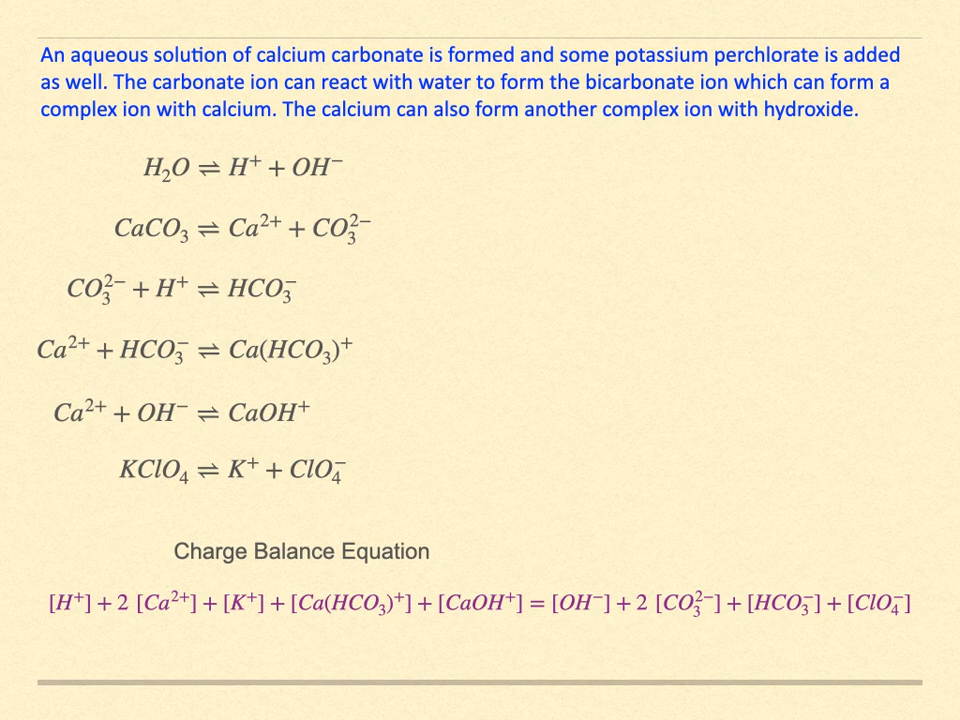 An aqueous solution of calcium carbonate is formed and some potassium perchlorate is added
as well. The carbonate ion can react with water to form the bicarbonate ion which can form a
complex ion with calcium. The calcium can also form another complex ion with hydroxide.
H₂O ⇌ H⁺ + OH⁻
CaCO₃ ⇌ Ca²⁺ + CO₃²⁻
CO₃²⁻ + H⁺ ⇌ HCO₃⁻
Ca²⁺ + HCO₃⁻ ⇌ Ca(HCO₃)⁺
Ca²⁺ + OH⁻ ⇌ CaOH⁺
KClO₄ ⇌ K⁺ + ClO₄⁻
Charge Balance Equation
[H⁺] + 2 [Ca²⁺] + [K⁺] + [Ca(HCO₃)⁺] + [CaOH⁺] = [OH⁻] + 2 [CO₃²⁻] + [HCO₃⁻] + [ClO₄⁻]